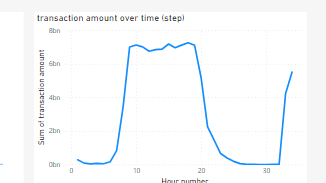 transaction amount over time (step)
8bn
6bn
4bn
2bn
0bn
Sum of transaction amount
0
10
20
30
Hour number